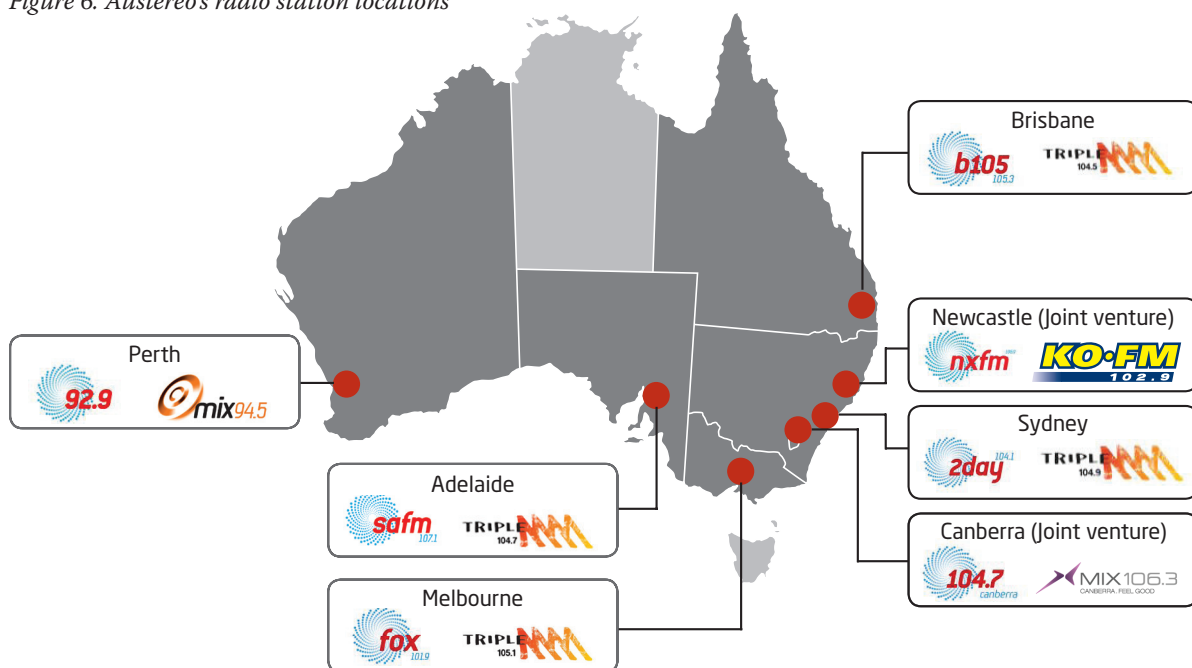 Figure 6. Austereo's radio station locations
Brisbane
b105
105.3
TRIPLE
104.5
Newcastle (Joint venture)
nxfm
KO•FM
102.9
Perth
92.9
mix94.5
Sydney
2day
104.1
TRIPLE
104.9
Adelaide
safm
107.1
TRIPLE
104.7
Canberra (Joint venture)
104.7
canberra
MIX106.3
CANBERRA. FEEL GOOD
Melbourne
fox
101.9
TRIPLE
105.1